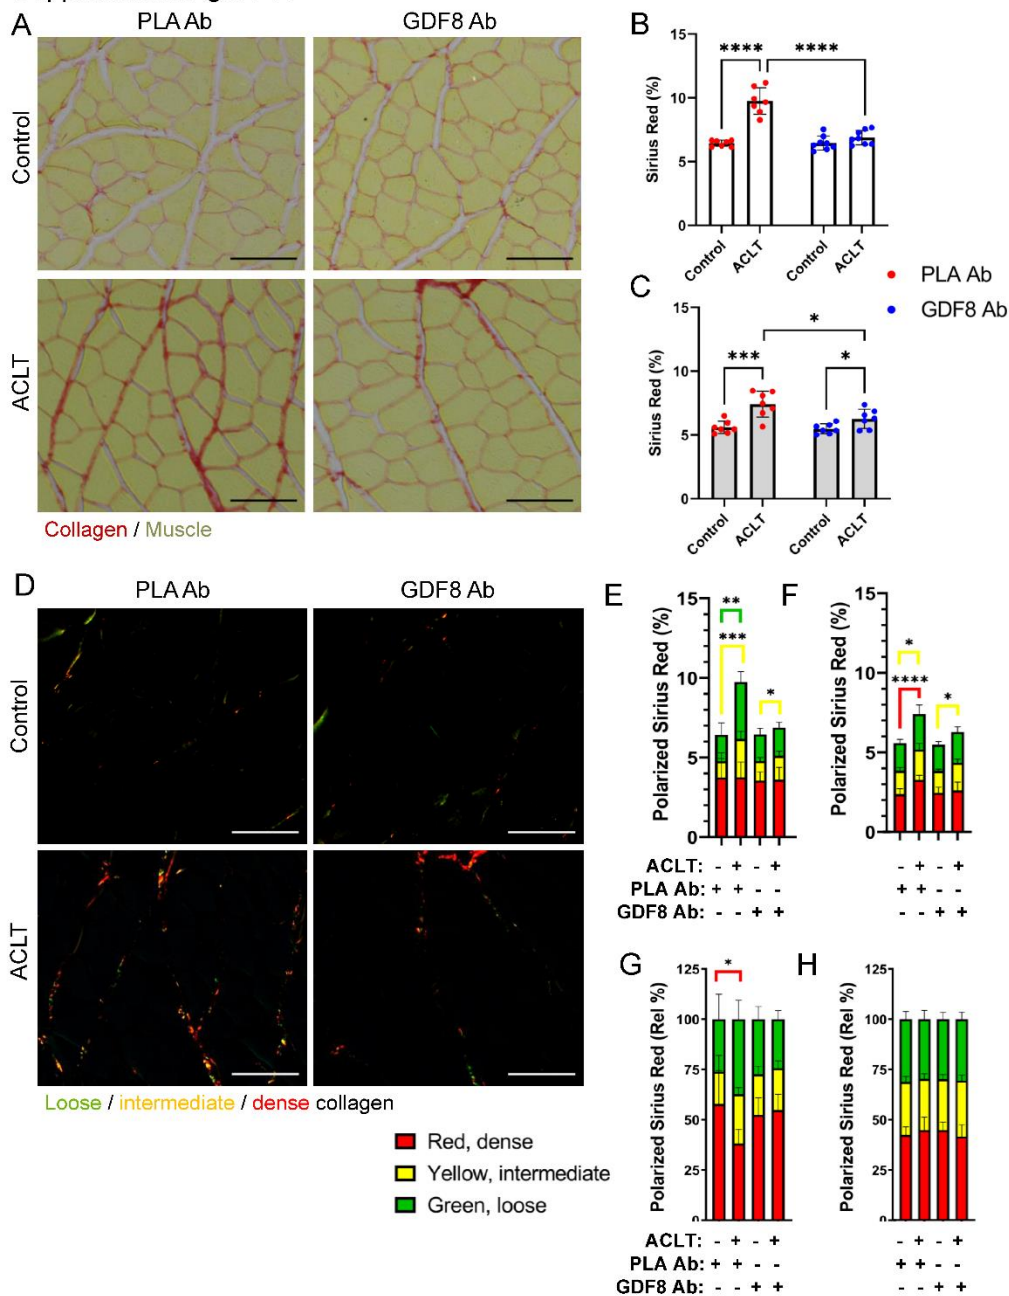 A
PLA Ab
GDF8 Ab
Control
ACLT
Collagen / Muscle
B
Sirius Red (%)
15
10
5
0
**** ****
Control
ACLT
Control
ACLT
PLA Ab
GDF8 Ab
C
Sirius Red (%)
15
10
5
0
*
*** *
Control
ACLT
Control
ACLT
D
PLA Ab
GDF8 Ab
Control
ACLT
Loose / intermediate / dense collagen
Red, dense
Yellow, intermediate
Green, loose
E
Polarized Sirius Red (%)
15
10
5
0
**
***
*
ACLT: - + - +
PLA Ab: + + - -
GDF8 Ab: - - + +
F
Polarized Sirius Red (%)
15
10
5
0
*
****
*
- + - +
+ + - -
- - + +
G
Polarized Sirius Red (Rel %)
125
100
75
50
25
0
*
ACLT: - + - +
PLA Ab: + + - -
GDF8 Ab: - - + +
H
Polarized Sirius Red (Rel %)
125
100
75
50
25
0
- + - +
+ + - -
- - + +